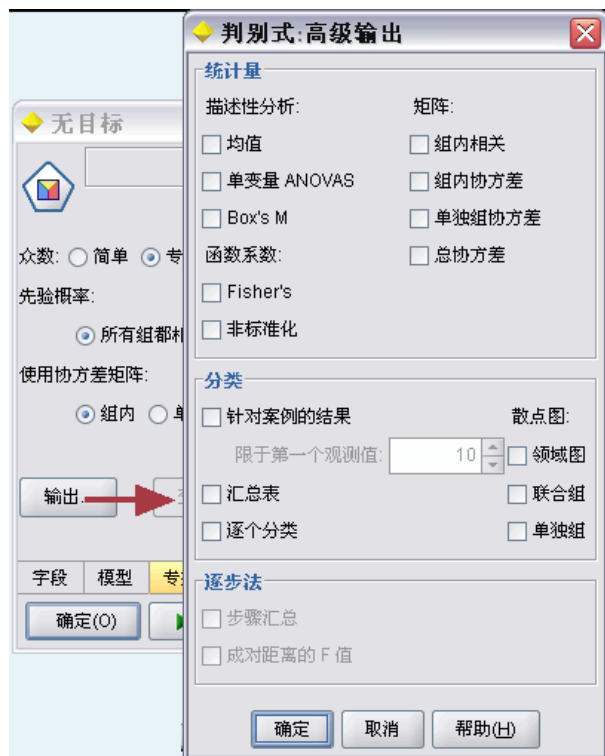 判别式:高级输出
统计量
描述性分析:
矩阵:
均值
组内相关
单变量 ANOVAS
组内协方差
Box's M
单独组协方差
函数系数:
总协方差
Fisher's
非标准化
分类
针对案例的结果
散点图:
限于第一个观测值:
10
领域图
汇总表
联合组
逐个分类
单独组
逐步法
步骤汇总
成对距离的 F 值
确定
取消
帮助(H)
无目标
众数:
简单
专
先验概率:
所有组都
使用协方差矩阵:
组内
输出.
字段
模型
专
确定(O)